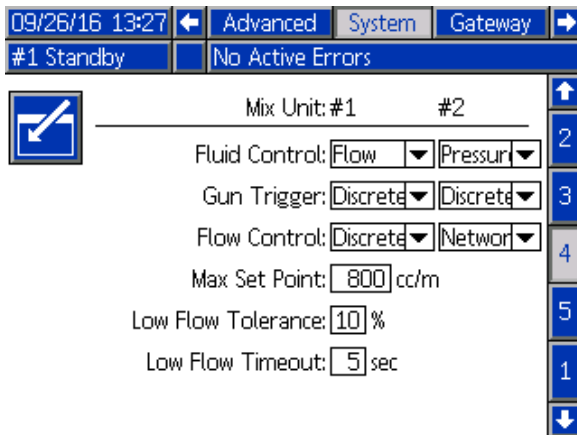 09/26/16 13:27 Advanced System Gateway
#1 Standby No Active Errors
Mix Unit: #1 #2
Fluid Control: Flow Pressur
Gun Trigger: Discrete Discrete
Flow Control: Discrete Networ
Max Set Point: 800 cc/m
Low Flow Tolerance: 10 %
Low Flow Timeout: 5 sec
2
3
4
5
1